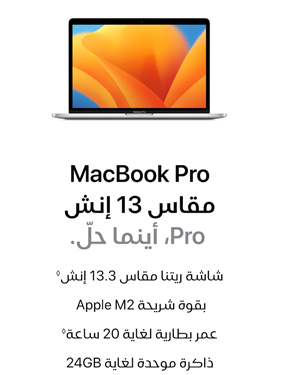 MacBook Pro
مقاس 13 إنش
Pro، أينما حلّ.
شاشة ريتنا مقاس 13.3 إنش◊
بقوة شريحة Apple M2
عمر بطارية لغاية 20 ساعة◊
ذاكرة موحدة لغاية 24GB